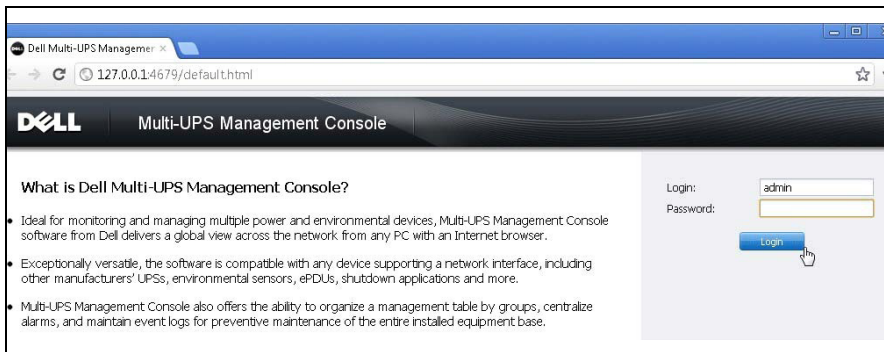 Dell Multi-UPS Managemer
127.0.0.1:4679/default.html
DELL
Multi-UPS Management Console
What is Dell Multi-UPS Management Console?
• Ideal for monitoring and managing multiple power and environmental devices, Multi-UPS Management Console
software from Dell delivers a global view across the network from any PC with an Internet browser.
• Exceptionally versatile, the software is compatible with any device supporting a network interface, including
other manufacturers' UPSs, environmental sensors, ePDUs, shutdown applications and more.
• Multi-UPS Management Console also offers the ability to organize a management table by groups, centralize
alarms, and maintain event logs for preventive maintenance of the entire installed equipment base.
Login: admin
Password:
Login